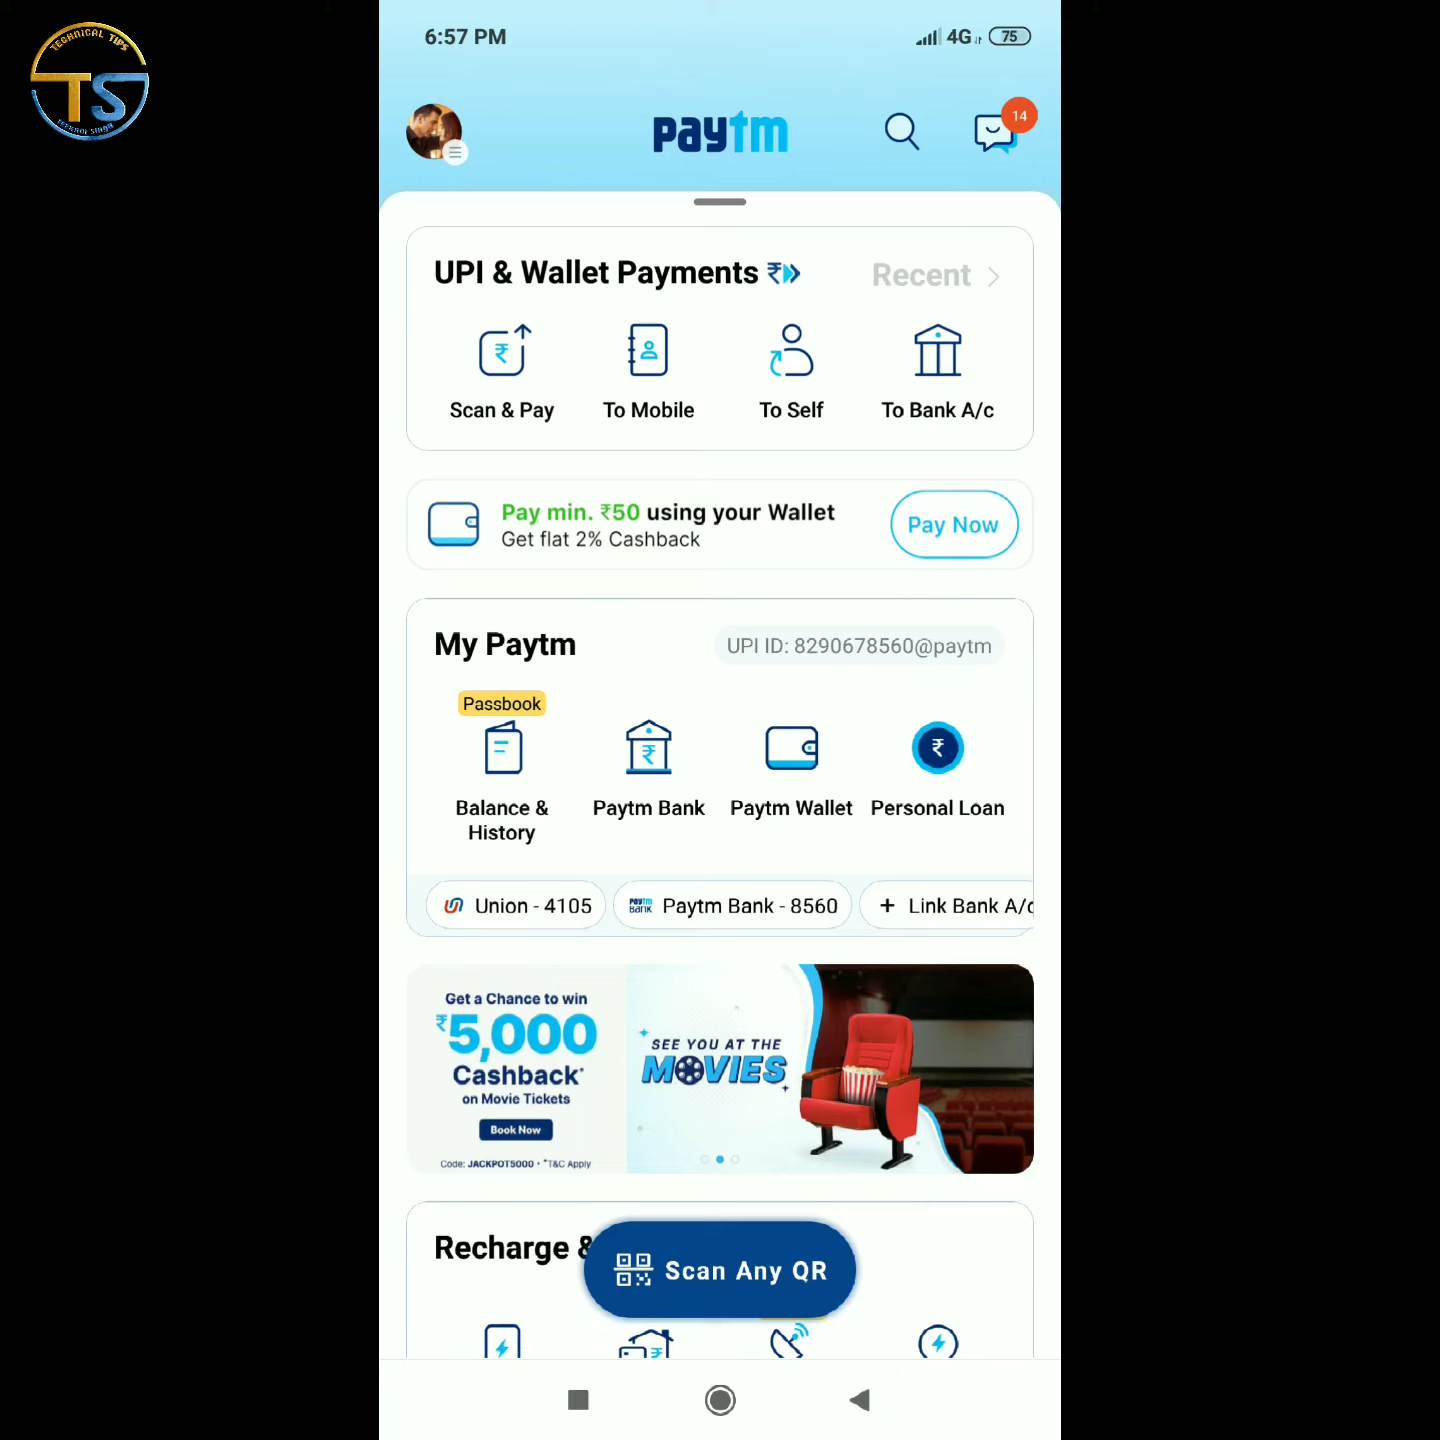 TECHNICAL TIPS
TS
6:57 PM
4G
75
paytm
14
UPI & Wallet Payments
Recent
Scan & Pay
To Mobile
To Self
To Bank A/c
Pay min. ₹50 using your Wallet
Get flat 2% Cashback
Pay Now
My Paytm
UPI ID: 8290678560@paytm
Passbook
Balance &
History
Paytm Bank
Paytm Wallet
Personal Loan
Union - 4105
paytm
BANK
Paytm Bank - 8560
+ Link Bank A/c
Get a Chance to win
₹5,000
Cashback*
on Movie Tickets
Book Now
Code: JACKPOT5000 • *T&C Apply
SEE YOU AT THE
MOVIES
Recharge &
Scan Any QR